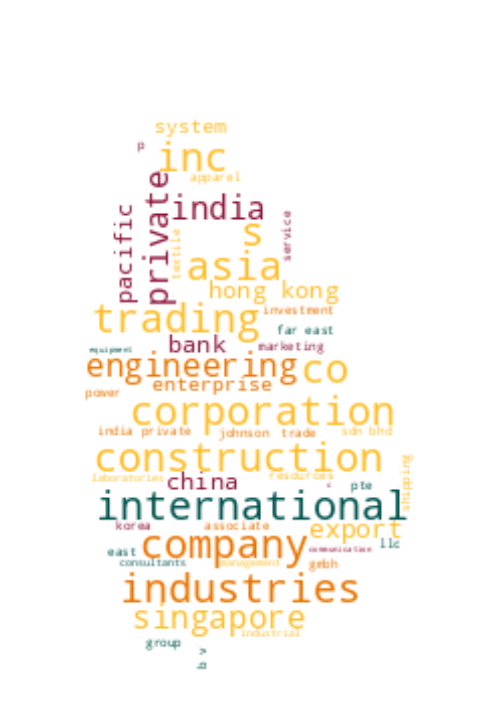 system
p
inc
apparel
private
india
pacific
service
s
textile
asia
hong kong
trading
investment
far east
bank
marketing
equipment
engineering
co
enterprise
power
corporation
india private
johnson
trade
sdn bhd
construction
shipping
resources
laboratories
china
c
pte
international
korea
associate
export
company
llc
east
communication
consultants
management
gmbh
industries
singapore
industrial
group
b v